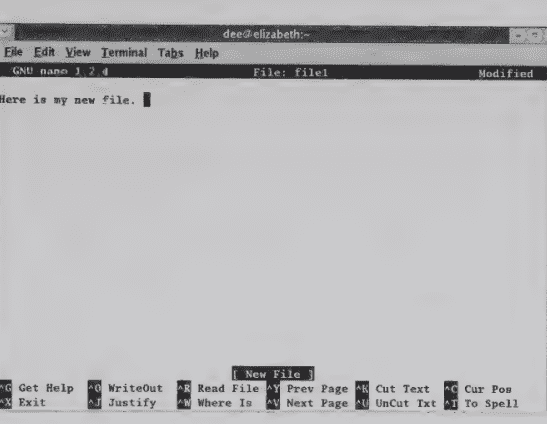 dee@elizabeth:~
File Edit View Terminal Tabs Help
GNU nano 1.2.4 File: file1 Modified
Here is my new file.
[ New File ]
^G Get Help ^O WriteOut ^R Read File ^Y Prev Page ^K Cut Text ^C Cur Pos
^X Exit ^J Justify ^W Where Is ^V Next Page ^U UnCut Txt ^T To Spell